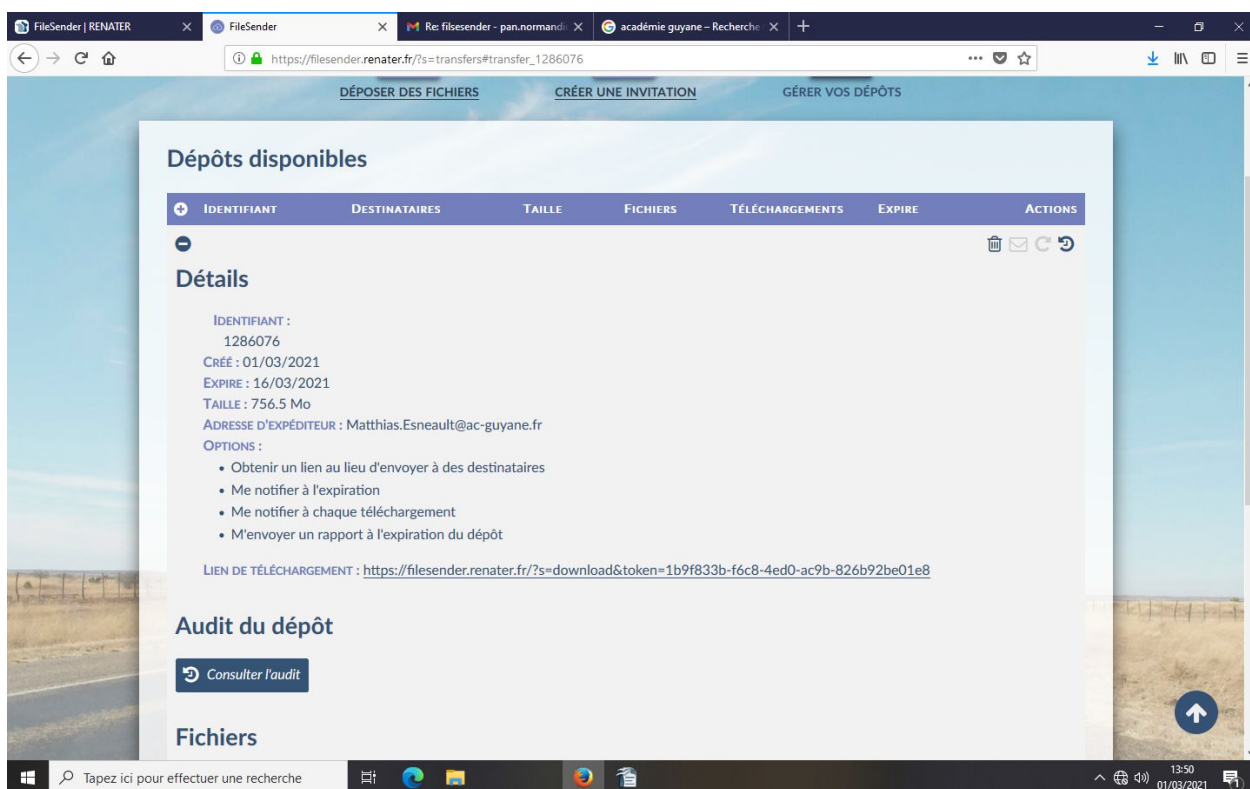 FileSender | RENATER
FileSender
Re: filsesender - pan.normandi
académie guyane – Recherche
https://filesender.renater.fr/?s=transfers#transfer_1286076
DÉPOSER DES FICHIERS CRÉER UNE INVITATION GÉRER VOS DÉPÔTS
Dépôts disponibles
IDENTIFIANT DESTINATAIRES TAILLE FICHIERS TÉLÉCHARGEMENTS EXPIRE ACTIONS
Détails
IDENTIFIANT :
1286076
CRÉÉ : 01/03/2021
EXPIRE : 16/03/2021
TAILLE : 756.5 Mo
ADRESSE D'EXPÉDITEUR : Matthias.Esneault@ac-guyane.fr
OPTIONS :
• Obtenir un lien au lieu d'envoyer à des destinataires
• Me notifier à l'expiration
• Me notifier à chaque téléchargement
• M'envoyer un rapport à l'expiration du dépôt
LIEN DE TÉLÉCHARGEMENT : https://filesender.renater.fr/?s=download&token=1b9f833b-f6c8-4ed0-ac9b-826b92be01e8
Audit du dépôt
Consulter l'audit
Fichiers
Tapez ici pour effectuer une recherche
13:50
01/03/2021